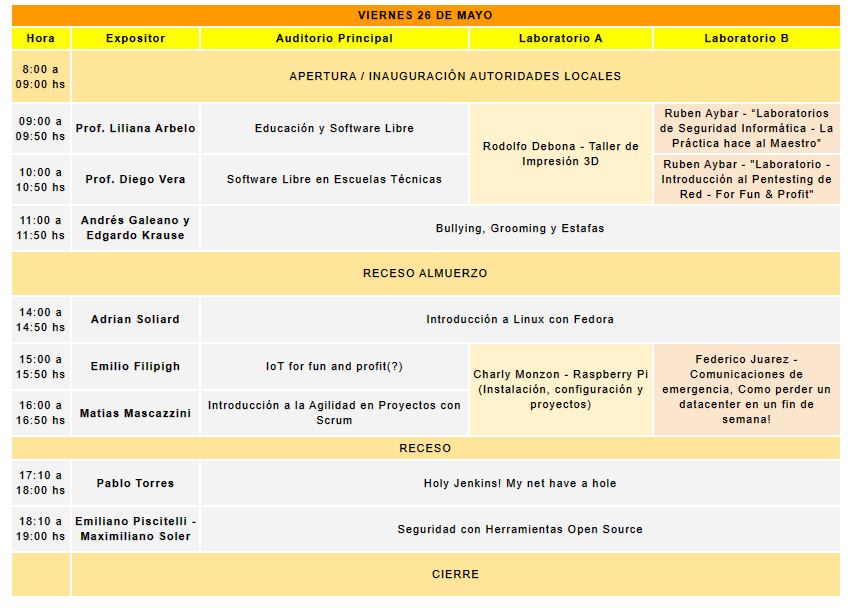 VIERNES 26 DE MAYO
Hora Expositor Auditorio Principal Laboratorio A Laboratorio B
8:00 a
09:00 hs
APERTURA / INAUGURACIÓN AUTORIDADES LOCALES
09:00 a
09:50 hs
Prof. Liliana Arbelo
Educación y Software Libre
Rodolfo Debona - Taller de
Impresión 3D
Ruben Aybar - “Laboratorios
de Seguridad Informática - La
Práctica hace al Maestro”
10:00 a
10:50 hs
Prof. Diego Vera
Software Libre en Escuelas Técnicas
Ruben Aybar - "Laboratorio -
Introducción al Pentesting de
Red - For Fun & Profit"
11:00 a
11:50 hs
Andrés Galeano y
Edgardo Krause
Bullying, Grooming y Estafas
RECESO ALMUERZO
14:00 a
14:50 hs
Adrian Soliard
Introducción a Linux con Fedora
15:00 a
15:50 hs
Emilio Filipigh
IoT for fun and profit(?)
Charly Monzon - Raspberry Pi
(Instalación, configuración y
proyectos)
Federico Juarez -
Comunicaciones de
emergencia, Como perder un
datacenter en un fin de
semana!
16:00 a
16:50 hs
Matias Mascazzini
Introducción a la Agilidad en Proyectos con
Scrum
RECESO
17:10 a
18:00 hs
Pablo Torres
Holy Jenkins! My net have a hole
18:10 a
19:00 hs
Emiliano Piscitelli -
Maximiliano Soler
Seguridad con Herramientas Open Source
CIERRE